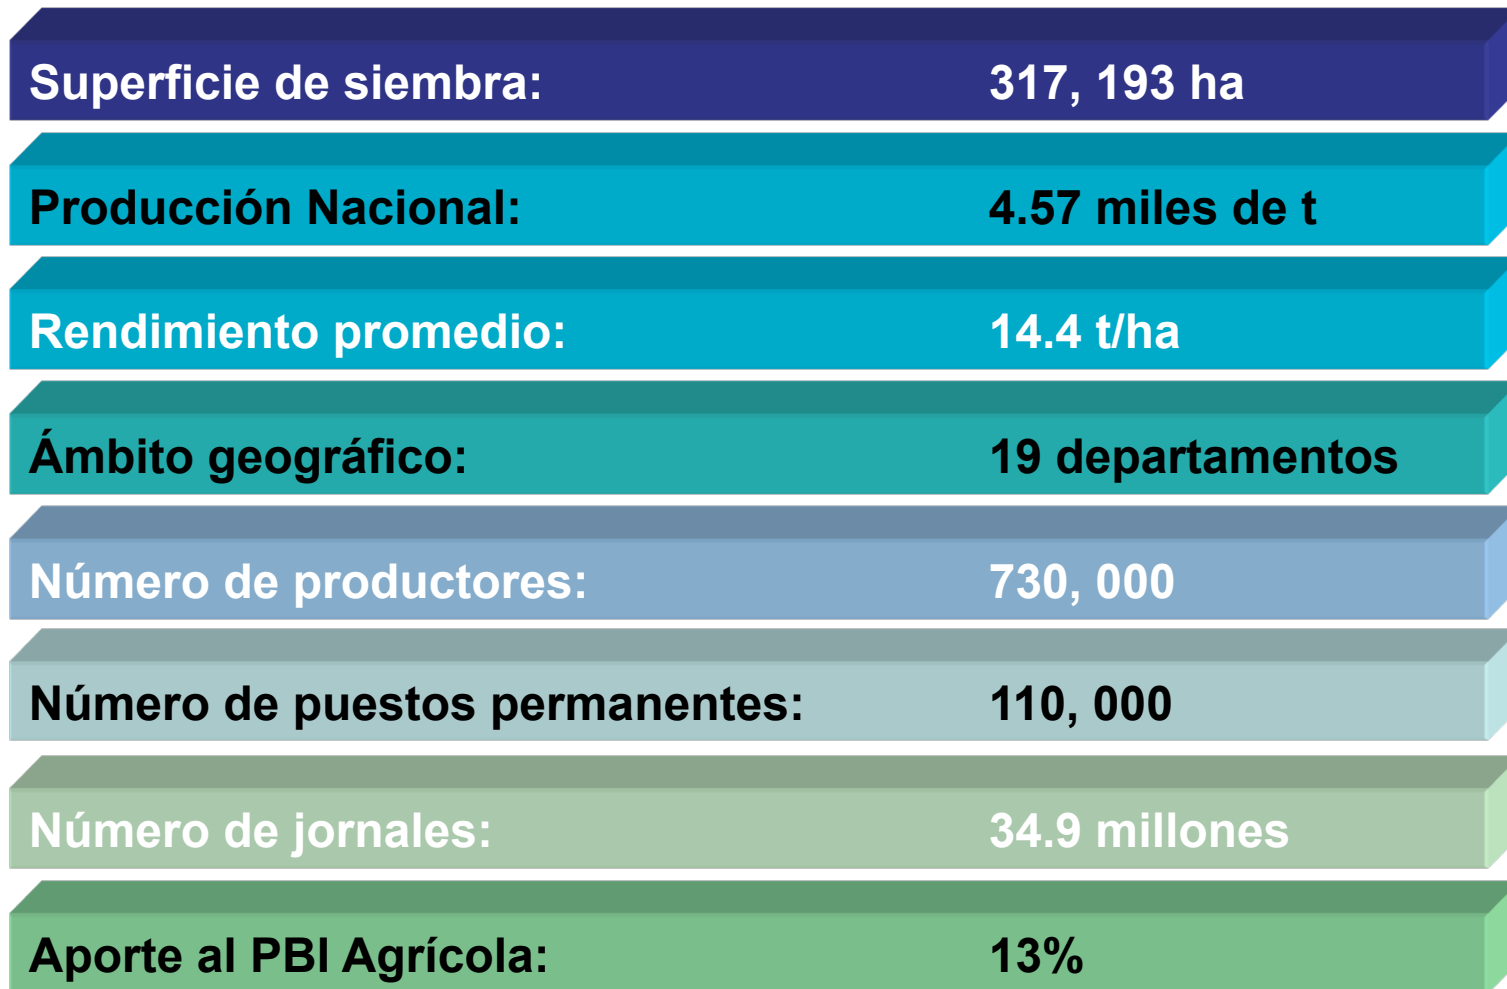 Superficie de siembra: 317, 193 ha
Producción Nacional: 4.57 miles de t
Rendimiento promedio: 14.4 t/ha
Ámbito geográfico: 19 departamentos
Número de productores: 730, 000
Número de puestos permanentes: 110, 000
Número de jornales: 34.9 millones
Aporte al PBI Agrícola: 13%